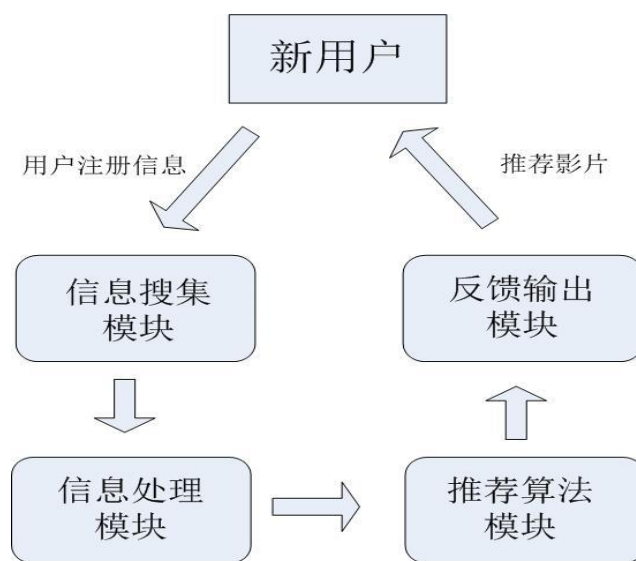 新用户
用户注册信息
推荐影片
信息搜集
模块
反馈输出
模块
信息处理
模块
推荐算法
模块